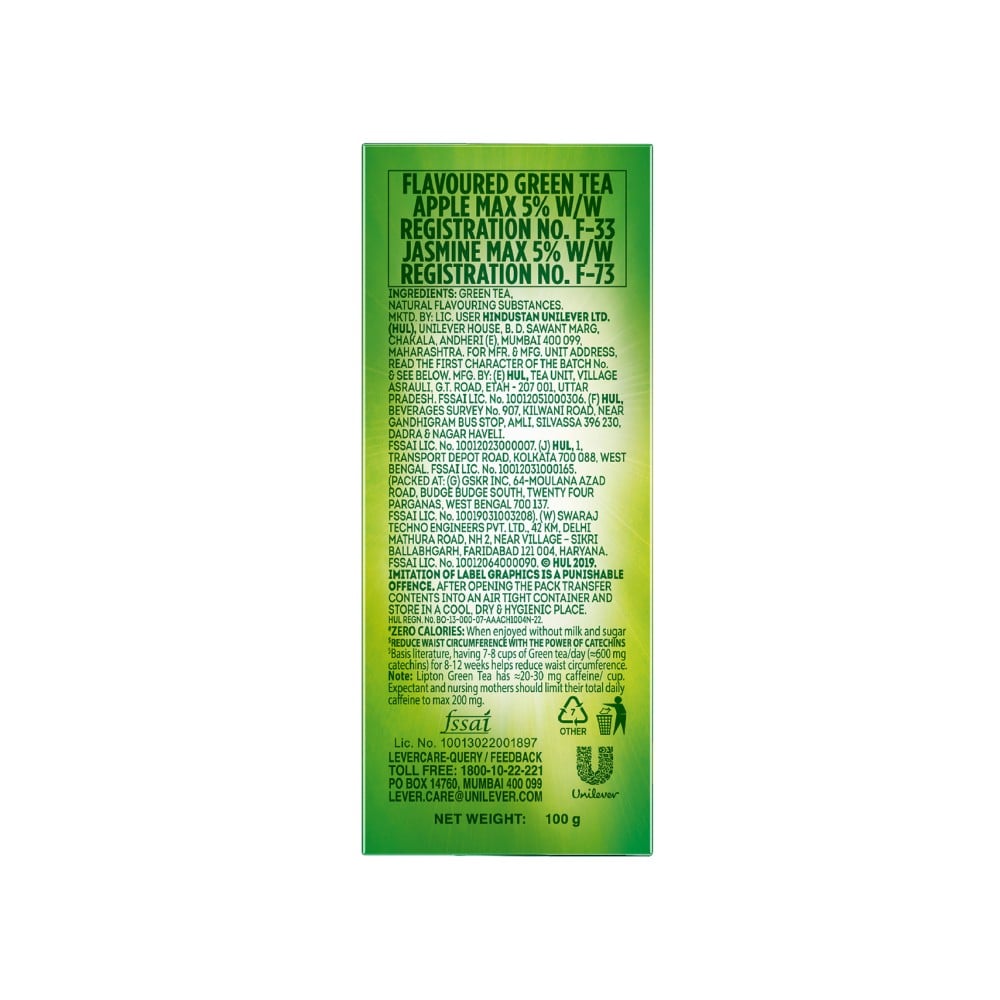 FLAVOURED GREEN TEA
APPLE MAX 5% W/W
REGISTRATION NO. F-33
JASMINE MAX 5% W/W
REGISTRATION NO. F-73
INGREDIENTS: GREEN TEA,
NATURAL FLAVOURING SUBSTANCES.
MKTD. BY: LIC. USER HINDUSTAN UNILEVER LTD.
(HUL), UNILEVER HOUSE, B. D. SAWANT MARG,
CHAKALA, ANDHERI (E), MUMBAI 400 099,
MAHARASHTRA. FOR MFR. & MFG. UNIT ADDRESS,
READ THE FIRST CHARACTER OF THE BATCH No.
& SEE BELOW. MFG. BY: (E) HUL, TEA UNIT, VILLAGE
ASRAULI, G.T. ROAD, ETAH - 207 001, UTTAR
PRADESH. FSSAI LIC. No. 10012051000306. (F) HUL,
BEVERAGES SURVEY No. 907, KILWANI ROAD, NEAR
GANDHIGRAM BUS STOP, AMLI, SILVASSA 396 230,
DADRA & NAGAR HAVELI.
FSSAI LIC. No. 10012023000007. (J) HUL, 1,
TRANSPORT DEPOT ROAD, KOLKATA 700 088, WEST
BENGAL. FSSAI LIC. No. 10012031000165.
(PACKED AT: (G) GSKR INC, 64-MOULANA AZAD
ROAD, BUDGE BUDGE SOUTH, TWENTY FOUR
PARGANAS, WEST BENGAL 700 137.
FSSAI LIC. No. 10019031003208). (W) SWARAJ
TECHNO ENGINEERS PVT. LTD., 42 KM, DELHI
MATHURA ROAD, NH 2, NEAR VILLAGE - SIKRI
BALLABHGARH, FARIDABAD 121 004, HARYANA.
FSSAI LIC. No. 10012064000090. © HUL 2019.
IMITATION OF LABEL GRAPHICS IS A PUNISHABLE
OFFENCE. AFTER OPENING THE PACK TRANSFER
CONTENTS INTO AN AIR TIGHT CONTAINER AND
STORE IN A COOL, DRY & HYGIENIC PLACE.
HUL REGN. No. BO-13-000-07-AAACH1004N-22.
#ZERO CALORIES: When enjoyed without milk and sugar
$REDUCE WAIST CIRCUMFERENCE WITH THE POWER OF CATECHINS
$Basis literature, having 7-8 cups of Green tea/day (≈600 mg
catechins) for 8-12 weeks helps reduce waist circumference.
Note: Lipton Green Tea has ≈20-30 mg caffeine/ cup.
Expectant and nursing mothers should limit their total daily
caffeine to max 200 mg.
fssai
Lic. No. 10013022001897
7
OTHER
LEVERCARE-QUERY / FEEDBACK
TOLL FREE: 1800-10-22-221
PO BOX 14760, MUMBAI 400 099
LEVER.CARE@UNILEVER.COM
Unilever
NET WEIGHT: 100 g